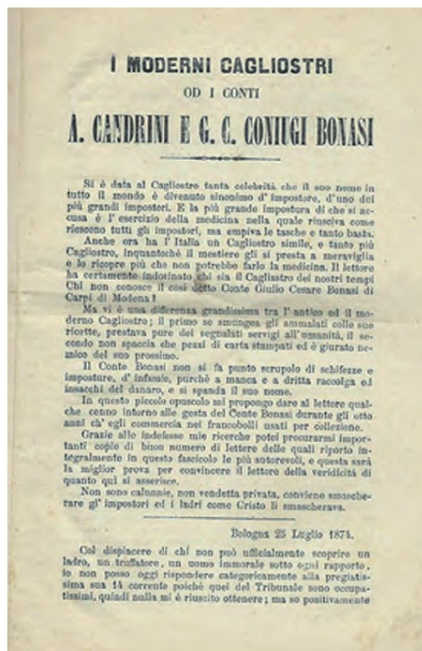 I MODERNI CAGLIOSTRI
OD I CONTI
A. CANDRINI E G. C. CONIUGI BONASI
Si è data al Cagliostro tanta celebrità che il suo nome in
tutto il mondo è divenuto sinonimo d' impostore, d'uno dei
più grandi impostori. E la più grande impostura di che si ac-
cusa è l' esercizio della medicina nella quale riusciva come
riescono tutti gli impostori, ma empiva le tasche e tanto basta.
Anche ora ha l' Italia un Cagliostro simile, e tanto più
Cagliostro, inquantochè il mestiere gli si presta a meraviglia
e lo ricopre più che non potrebbe farlo la medicina. Il lettore
ha certamente indovinato chi sia il Cagliostro dei nostri tempi
Chi non conosce il così detto Conte Giulio Cesare Bonasi di
Carpi di Modena!
Ma vi è una differenza grandissima tra l' antico ed il mo-
derno Cagliostro; il primo se smungea gli ammalati colle sue
ricette, prestava pure dei segnalati servigi all'umanità, il se-
condo non spaccia che pezzi di carta stampati ed è giurato ne-
mico del suo prossimo.
Il Conte Bonasi non si fa punto scrupolo di schifezze e
imposture, d' infamie, purchè a manca e a dritta raccolga ed
insacchi del danaro, e si spanda il suo nome.
In questo piccolo opuscolo mi propongo dare al lettore qual-
che cenno intorno alle gesta del Conte Bonasi durante gli otto
anni ch' egli commercia nei francobolli usati per collezione.
Grazie alle indefesse mie ricerche potei procurarmi impor-
tanti copie di buon numero di lettere delle quali riporto in-
tegralmente in questo fascicolo le più autorevoli, e questa sarà
la miglior prova per convincere il lettore della veridicità di
quanto quì si asserisce.
Non sono calunnie, non vendetta privata, conviene smasche-
rare gl' impostori ed i ladri come Cristo li smascherava.
Bologna 25 Luglio 1874.
Col dispiacere di chi non può ufficialmente scoprire un
ladro, un truffatore, un uomo immorale sotto ogni rapporto,
io non posso oggi rispondere categoricamente alla pregiatis-
sima sua 14 corrente poichè quei del Tribunale sono occupa-
tissimi, quindi nulla mi è riuscito ottenere; ma so positivamente